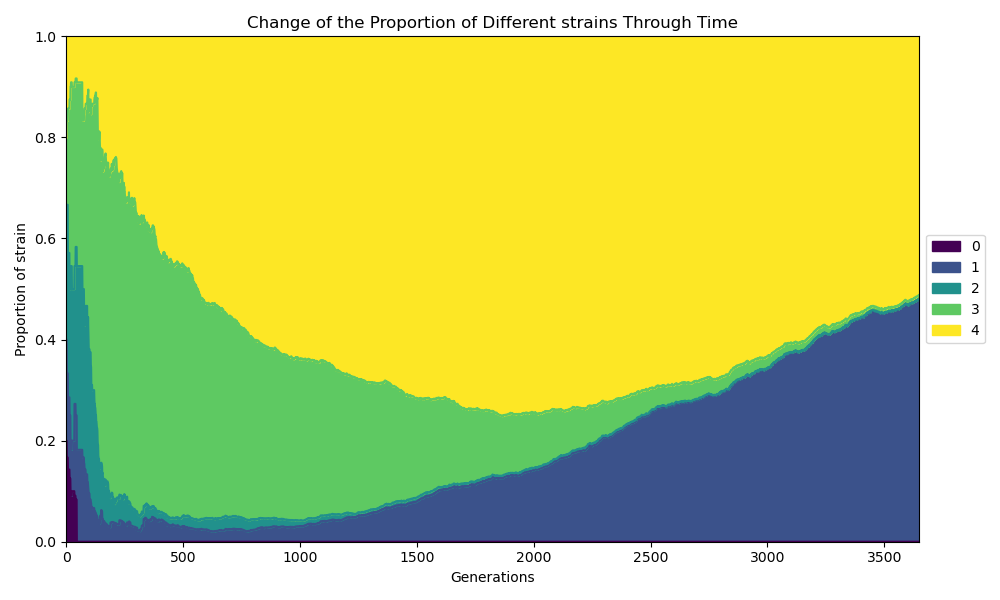 Change of the Proportion of Different strains Through Time
Proportion of strain
1.0
0.8
0.6
0.4
0.2
0.0
0 500 1000 1500 2000 2500 3000 3500
Generations
0
1
2
3
4